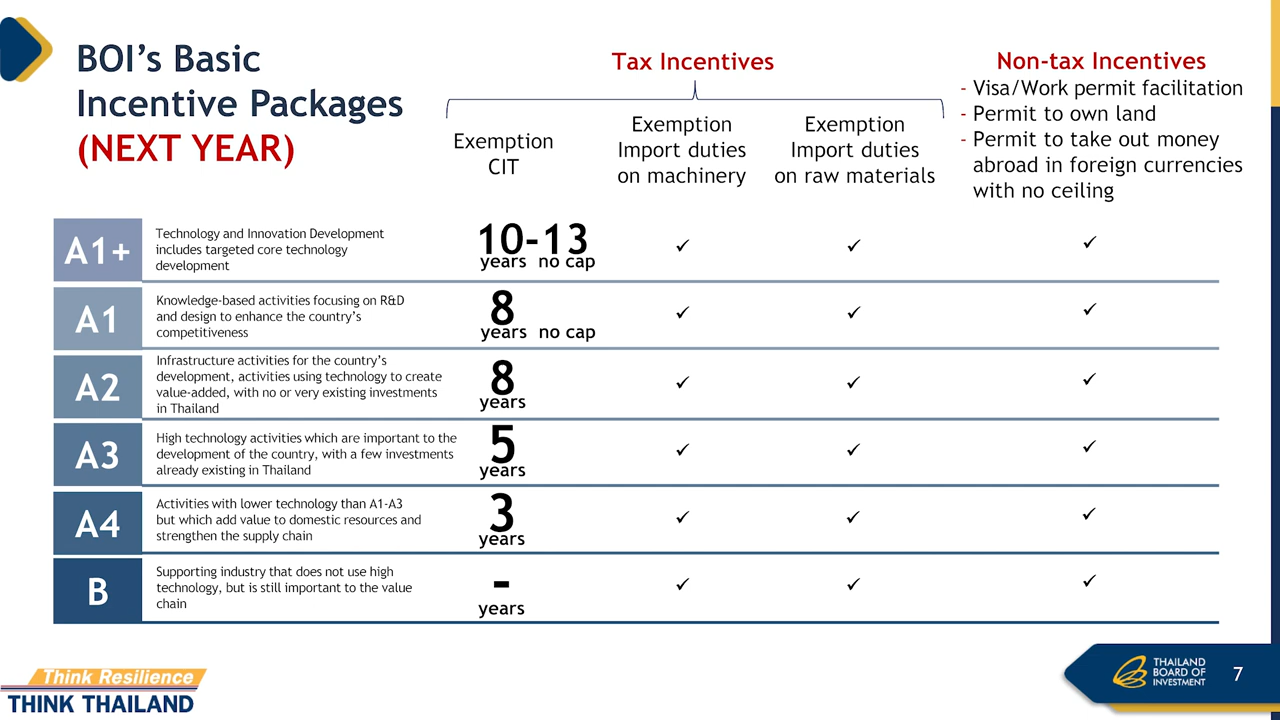 BOI’s Basic
Incentive Packages
(NEXT YEAR)
Tax Incentives
Exemption
CIT
Exemption
Import duties
on machinery
Exemption
Import duties
on raw materials
Non-tax Incentives
- Visa/Work permit facilitation
- Permit to own land
- Permit to take out money
abroad in foreign currencies
with no ceiling
A1+
Technology and Innovation Development
includes targeted core technology
development
10-13
years no cap
✓ ✓ ✓
A1
Knowledge-based activities focusing on R&D
and design to enhance the country’s
competitiveness
8
years no cap
✓ ✓ ✓
A2
Infrastructure activities for the country’s
development, activities using technology to create
value-added, with no or very existing investments
in Thailand
8
years
✓ ✓ ✓
A3
High technology activities which are important to the
development of the country, with a few investments
already existing in Thailand
5
years
✓ ✓ ✓
A4
Activities with lower technology than A1-A3
but which add value to domestic resources and
strengthen the supply chain
3
years
✓ ✓ ✓
B
Supporting industry that does not use high
technology, but is still important to the value
chain
-
years
✓ ✓ ✓
Think Resilience
THINK THAILAND
THAILAND
BOARD OF
INVESTMENT
7